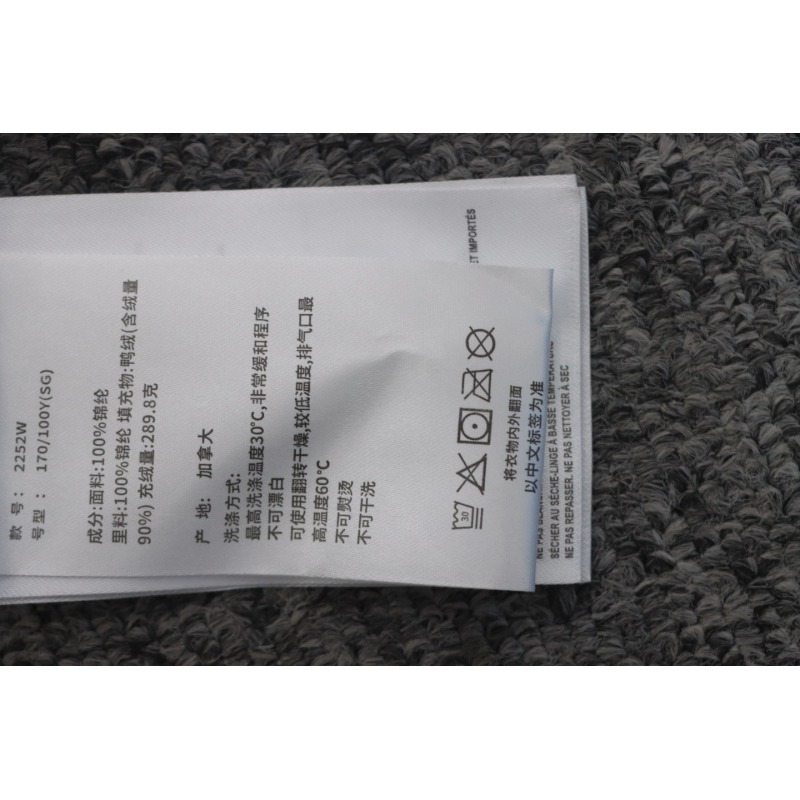 款 号： 2252W
号型 ： 170/100Y(SG)
成分:面料:100%锦纶
里料:100%锦纶 填充物:鸭绒(含绒量
90%) 充绒量:289.8克
产 地: 加拿大
洗涤方式:
最高洗涤温度30°C,非常缓和程序
不可漂白
可使用翻转干燥,较低温度,排气口最
高温度60°C
不可熨烫
不可干洗
30
将衣物内外翻面
以中文标签为准
ET IMPORTÉS
SÉCHER AU SÈCHE-LINGE À BASSE TEMPÉRATURE
NE PAS REPASSER. NE PAS NETTOYER À SEC